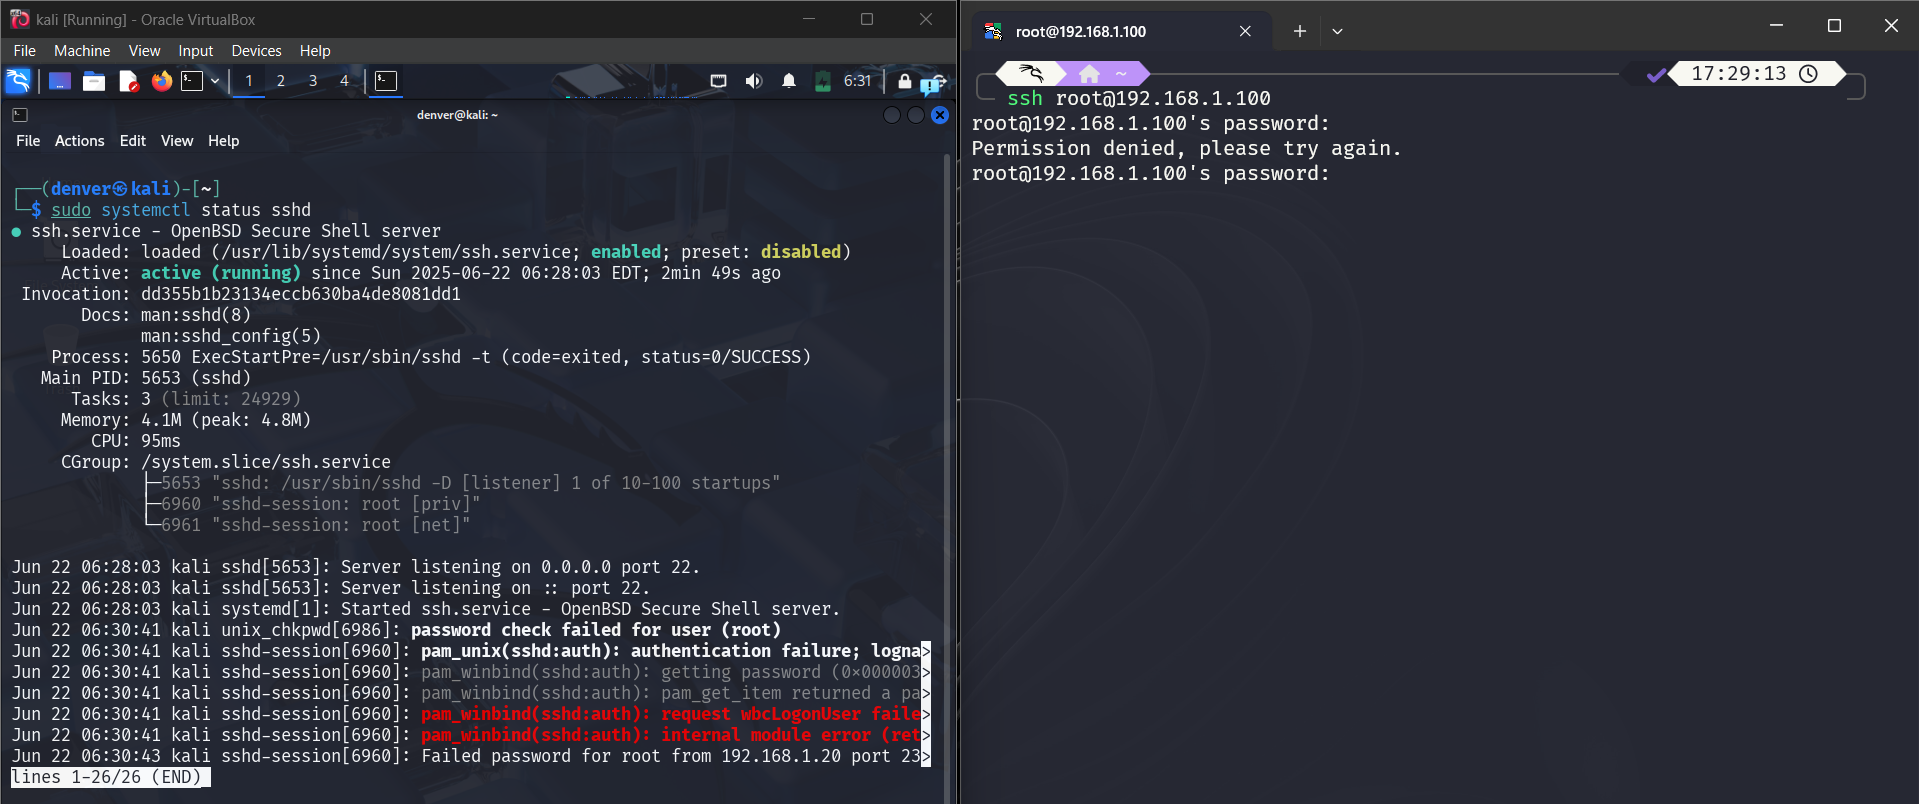 kali [Running] - Oracle VirtualBox
File Machine View Input Devices Help
1 2 3 4 6:31
denver@kali: ~
File Actions Edit View Help
┌──(denver㉿kali)-[~]
└─$ sudo systemctl status sshd
● ssh.service - OpenBSD Secure Shell server
Loaded: loaded (/usr/lib/systemd/system/ssh.service; enabled; preset: disabled)
Active: active (running) since Sun 2025-06-22 06:28:03 EDT; 2min 49s ago
Invocation: dd355b1b23134eccb630ba4de8081dd1
Docs: man:sshd(8)
man:sshd_config(5)
Process: 5650 ExecStartPre=/usr/sbin/sshd -t (code=exited, status=0/SUCCESS)
Main PID: 5653 (sshd)
Tasks: 3 (limit: 24929)
Memory: 4.1M (peak: 4.8M)
CPU: 95ms
CGroup: /system.slice/ssh.service
├─5653 "sshd: /usr/sbin/sshd -D [listener] 1 of 10-100 startups"
├─6960 "sshd-session: root [priv]"
└─6961 "sshd-session: root [net]"
Jun 22 06:28:03 kali sshd[5653]: Server listening on 0.0.0.0 port 22.
Jun 22 06:28:03 kali sshd[5653]: Server listening on :: port 22.
Jun 22 06:28:03 kali systemd[1]: Started ssh.service - OpenBSD Secure Shell server.
Jun 22 06:30:41 kali unix_chkpwd[6986]: password check failed for user (root)
Jun 22 06:30:41 kali sshd-session[6960]: pam_unix(sshd:auth): authentication failure; logna>
Jun 22 06:30:41 kali sshd-session[6960]: pam_winbind(sshd:auth): getting password (0x000003>
Jun 22 06:30:41 kali sshd-session[6960]: pam_winbind(sshd:auth): pam_get_item returned a pa>
Jun 22 06:30:41 kali sshd-session[6960]: pam_winbind(sshd:auth): request wbcLogonUser faile>
Jun 22 06:30:41 kali sshd-session[6960]: pam_winbind(sshd:auth): internal module error (ret>
Jun 22 06:30:43 kali sshd-session[6960]: Failed password for root from 192.168.1.20 port 23>
lines 1-26/26 (END)
root@192.168.1.100
~ 17:29:13
ssh root@192.168.1.100
root@192.168.1.100's password:
Permission denied, please try again.
root@192.168.1.100's password: